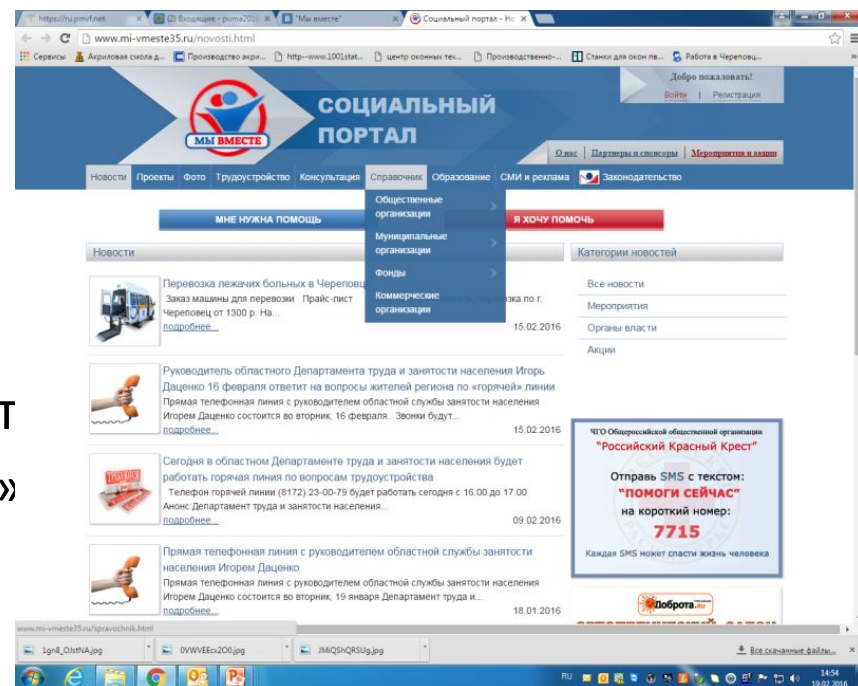 https://ru.pmvf.net
(2) Входящие - puma2010
"Мы вместе"
Социальный портал - Но
www.mi-vmeste35.ru/novosti.html
Сервисы
Акриловая смола д...
Производство акри...
http--www.1001stat...
центр оконных тех...
Производственно-...
Станки для окон пв...
Работа в Череповц...
Добро пожаловать!
Войти | Регистрация
МЫ ВМЕСТЕ
СОЦИАЛЬНЫЙ
ПОРТАЛ
О нас | Партнеры и спонсоры | Мероприятия и акции
Новости Проекты Фото Трудоустройство Консультация Справочник Образование СМИ и реклама Законодательство
Общественные
организации
Муниципальные
организации
Фонды
Коммерческие
организации
МНЕ НУЖНА ПОМОЩЬ
Я ХОЧУ ПОМОЧЬ
Новости
Перевозка лежачих больных в Череповц
Заказ машины для перевозки Прайс-лист зка по г.
Череповец от 1300 р. На...
подробнее...
15.02.2016
Руководитель областного Департамента труда и занятости населения Игорь
Даценко 16 февраля ответит на вопросы жителей региона по «горячей» линии
Прямая телефонная линия с руководителем областной службы занятости населения
Игорем Даценко состоится во вторник, 16 февраля. Звонки будут...
подробнее...
15.02.2016
Сегодня в областном Департаменте труда и занятости населения будет
работать горячая линия по вопросам трудоустройства
Телефон горячей линии (8172) 23-00-79 будет работать сегодня с 16.00 до 17.00
Анонс:Департамент труда и занятости населения...
подробнее...
09.02.2016
Прямая телефонная линия с руководителем областной службы занятости
населения Игорем Даценко
Прямая телефонная линия с руководителем областной службы занятости населения
Игорем Даценко состоится во вторник, 19 января Департамент труда и...
подробнее...
18.01.2016
Категории новостей
Все новости
Мероприятия
Органы власти
Акции
ЧГО Общероссийской общественной организации
"Российский Красный Крест"
Отправь SMS с текстом:
"ПОМОГИ СЕЙЧАС"
на короткий номер:
7715
Каждая SMS может спасти жизнь человека
Доброта.ru
т
»
www.mi-vmeste35.ru/spravochnik.html
1gn8_OJstNA.jpg
0VWVEEcx2O0.jpg
JMiQShQRSUg.jpg
Все скачанные файлы...
RU
14:54
19.02.2016